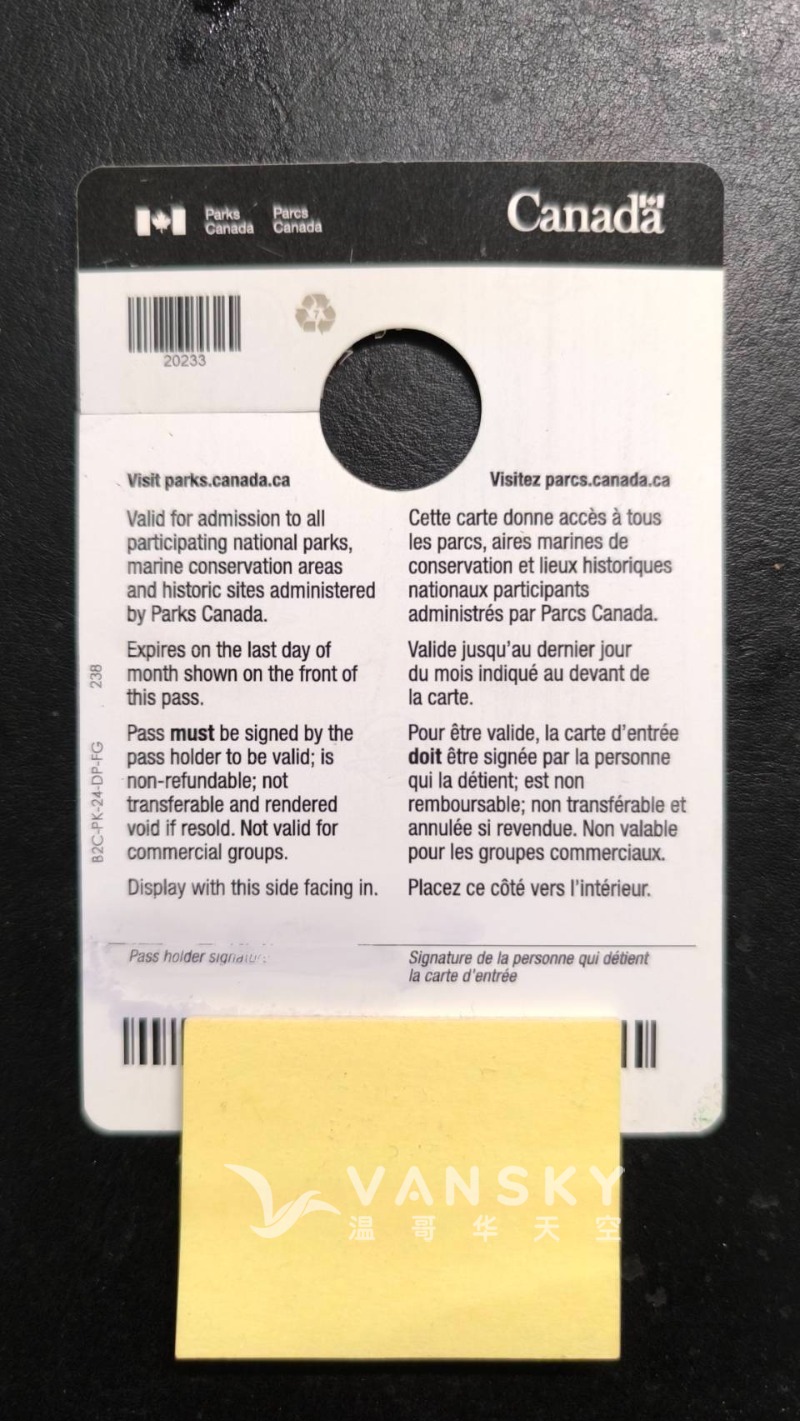 Parks Canada
Parcs Canada
Canada
20233
7
Visit parks.canada.ca
Valid for admission to all
participating national parks,
marine conservation areas
and historic sites administered
by Parks Canada.
Expires on the last day of
month shown on the front of
this pass.
Pass must be signed by the
pass holder to be valid; is
non-refundable; not
transferable and rendered
void if resold. Not valid for
commercial groups.
Display with this side facing in.
Pass holder
Visitez parcs.canada.ca
Cette carte donne accès à tous
les parcs, aires marines de
conservation et lieux historiques
nationaux participants
administrés par Parcs Canada.
Valide jusqu'au dernier jour
du mois indiqué au devant de
la carte.
Pour être valide, la carte d'entrée
doit être signée par la personne
qui la détient; est non
remboursable; non transférable et
annulée si revendue. Non valable
pour les groupes commerciaux.
Placez ce côté vers l'intérieur.
Signature de la personne qui détient
la carte d'entrée
B2C-PK-24-DP-FG 238
VANSKY
温哥华天空